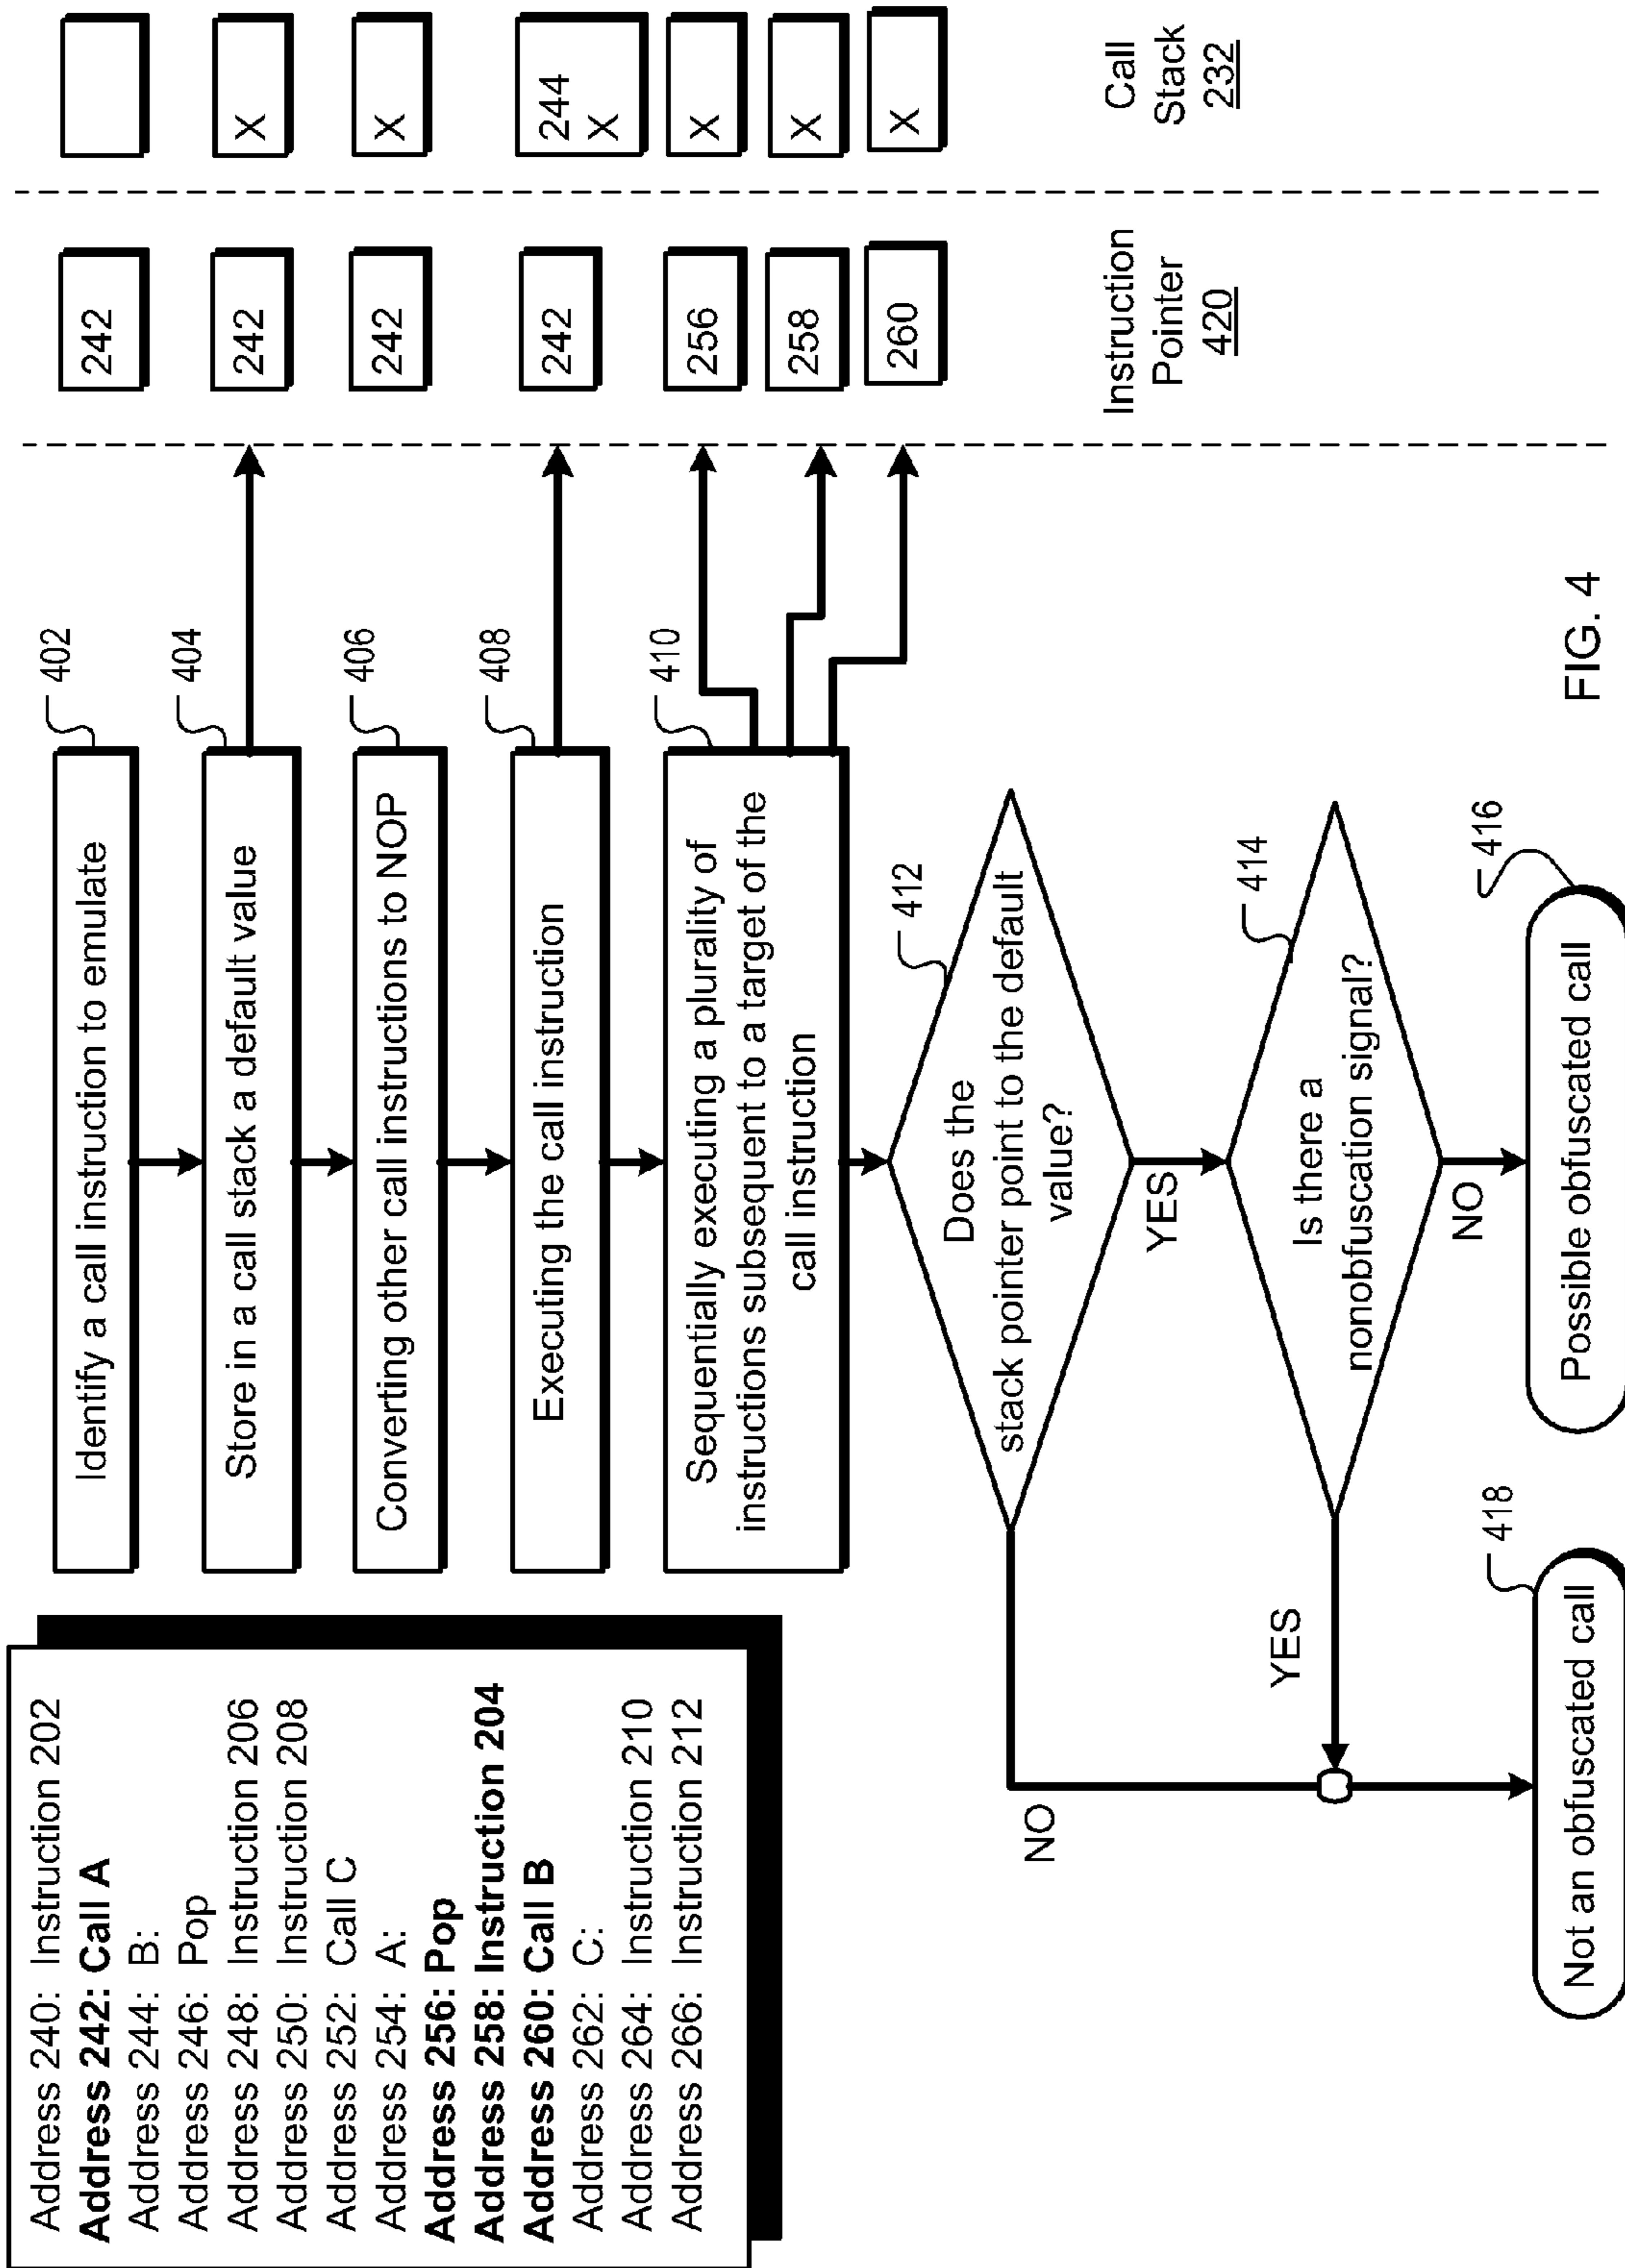 Address 240: Instruction 202
Address 242: Call A
Address 244: B:
Address 246: Pop
Address 248: Instruction 206
Address 250: Instruction 208
Address 252: Call C
Address 254: A:
Address 256: Pop
Address 258: Instruction 204
Address 260: Call B
Address 262: C:
Address 264: Instruction 210
Address 266: Instruction 212
Identify a call instruction to emulate
402
242
Store in a call stack a default value
404
242
X
Converting other call instructions to NOP
406
242
X
Executing the call instruction
408
242
244
X
Sequentially executing a plurality of
instructions subsequent to a target of the
call instruction
410
256
X
258
X
260
X
Does the
stack pointer point to the default
value?
412
NO
YES
Is there a
nonobfuscation signal?
414
YES
NO
Not an obfuscated call
418
Possible obfuscated call
416
Instruction
Pointer
420
Call
Stack
232
FIG. 4